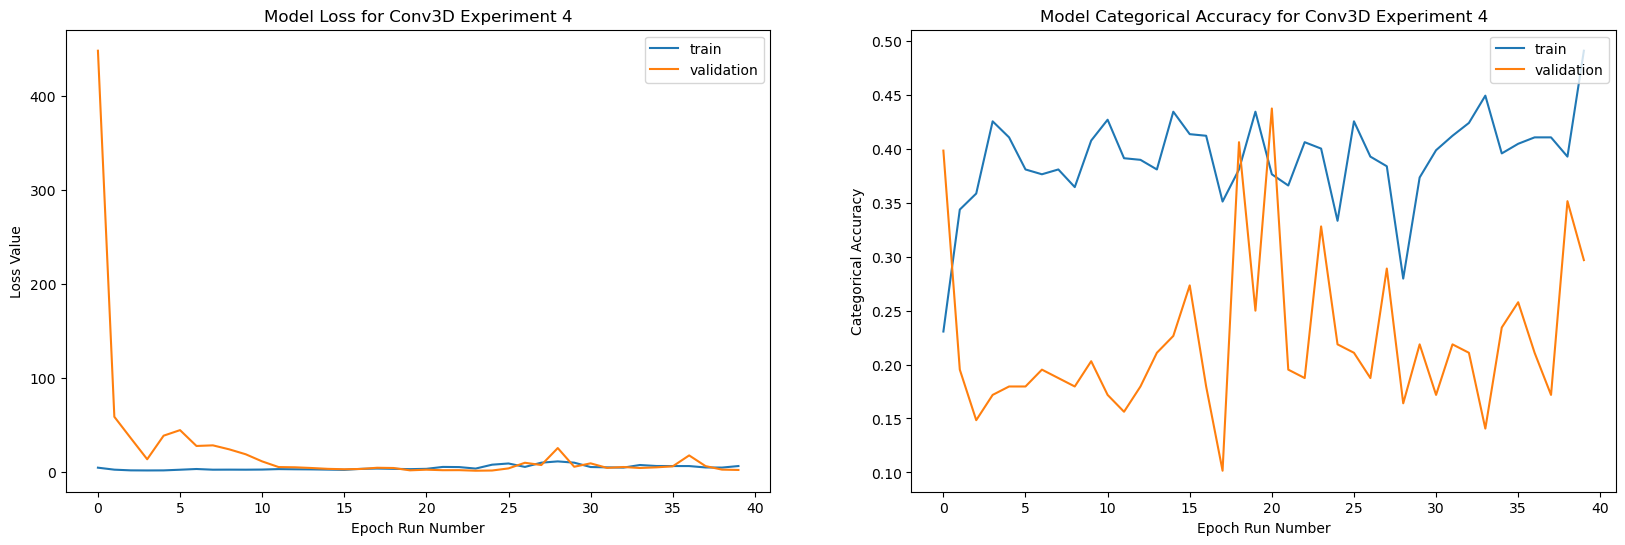 Model Loss for Conv3D Experiment 4
train
validation
Loss Value
400
300
200
100
0
0 5 10 15 20 25 30 35 40
Epoch Run Number
Model Categorical Accuracy for Conv3D Experiment 4
train
validation
Categorical Accuracy
0.50
0.45
0.40
0.35
0.30
0.25
0.20
0.15
0.10
0 5 10 15 20 25 30 35 40
Epoch Run Number